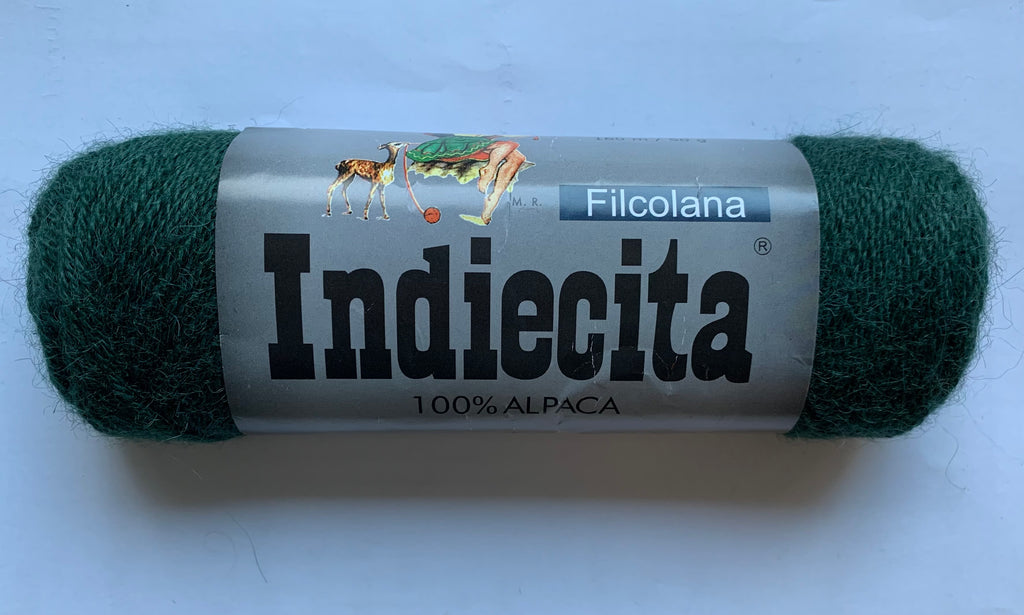 M. R.
Filcolana
Indiecita ®
100% ALPACA